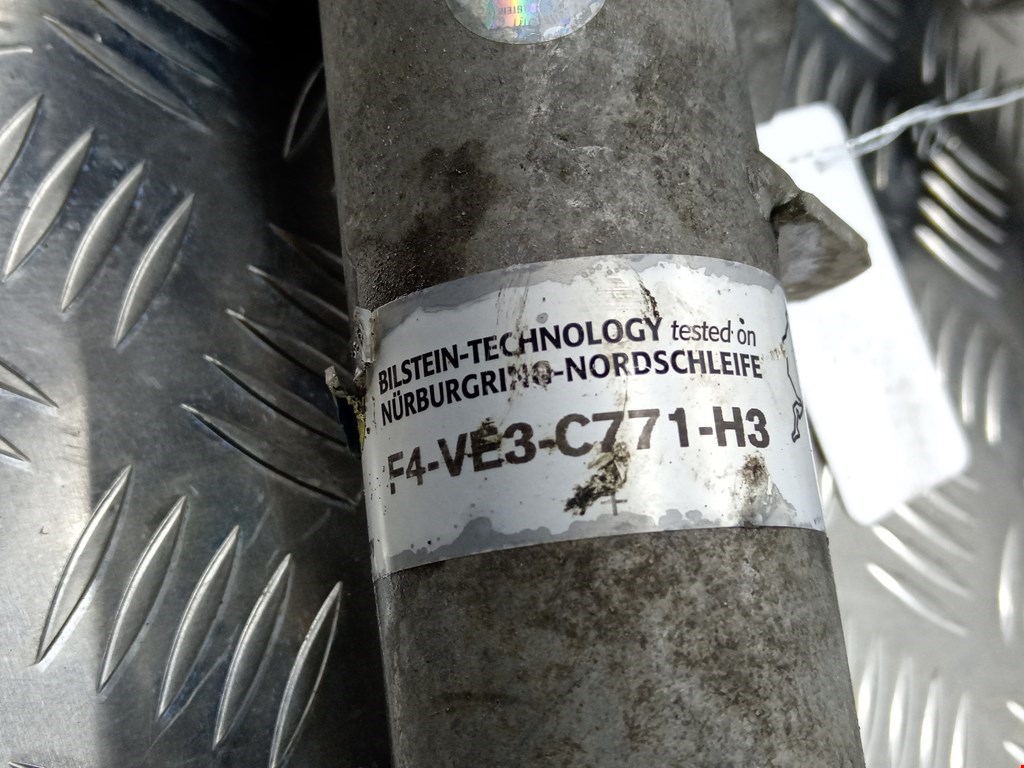 BILSTEIN-TECHNOLOGY tested on
NÜRBURGRING-NORDSCHLEIFE
F4-VE3-C771-H3